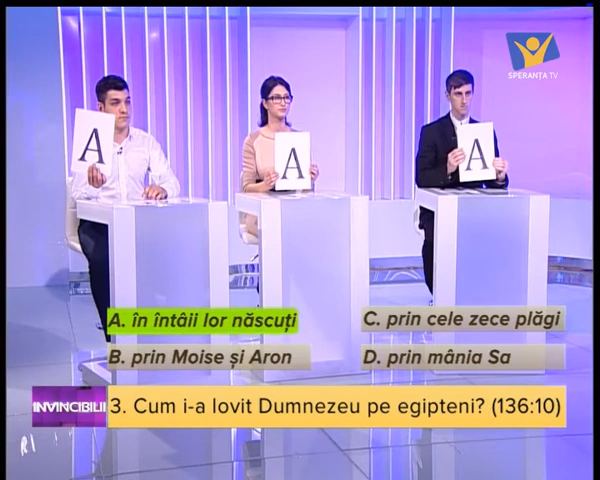 SPERANȚA TV
A
A
A
A. în întâii lor născuți
B. prin Moise și Aron
C. prin cele zece plăgi
D. prin mânia Sa
INVINCIBILII
3. Cum i-a lovit Dumnezeu pe egipteni? (136:10)